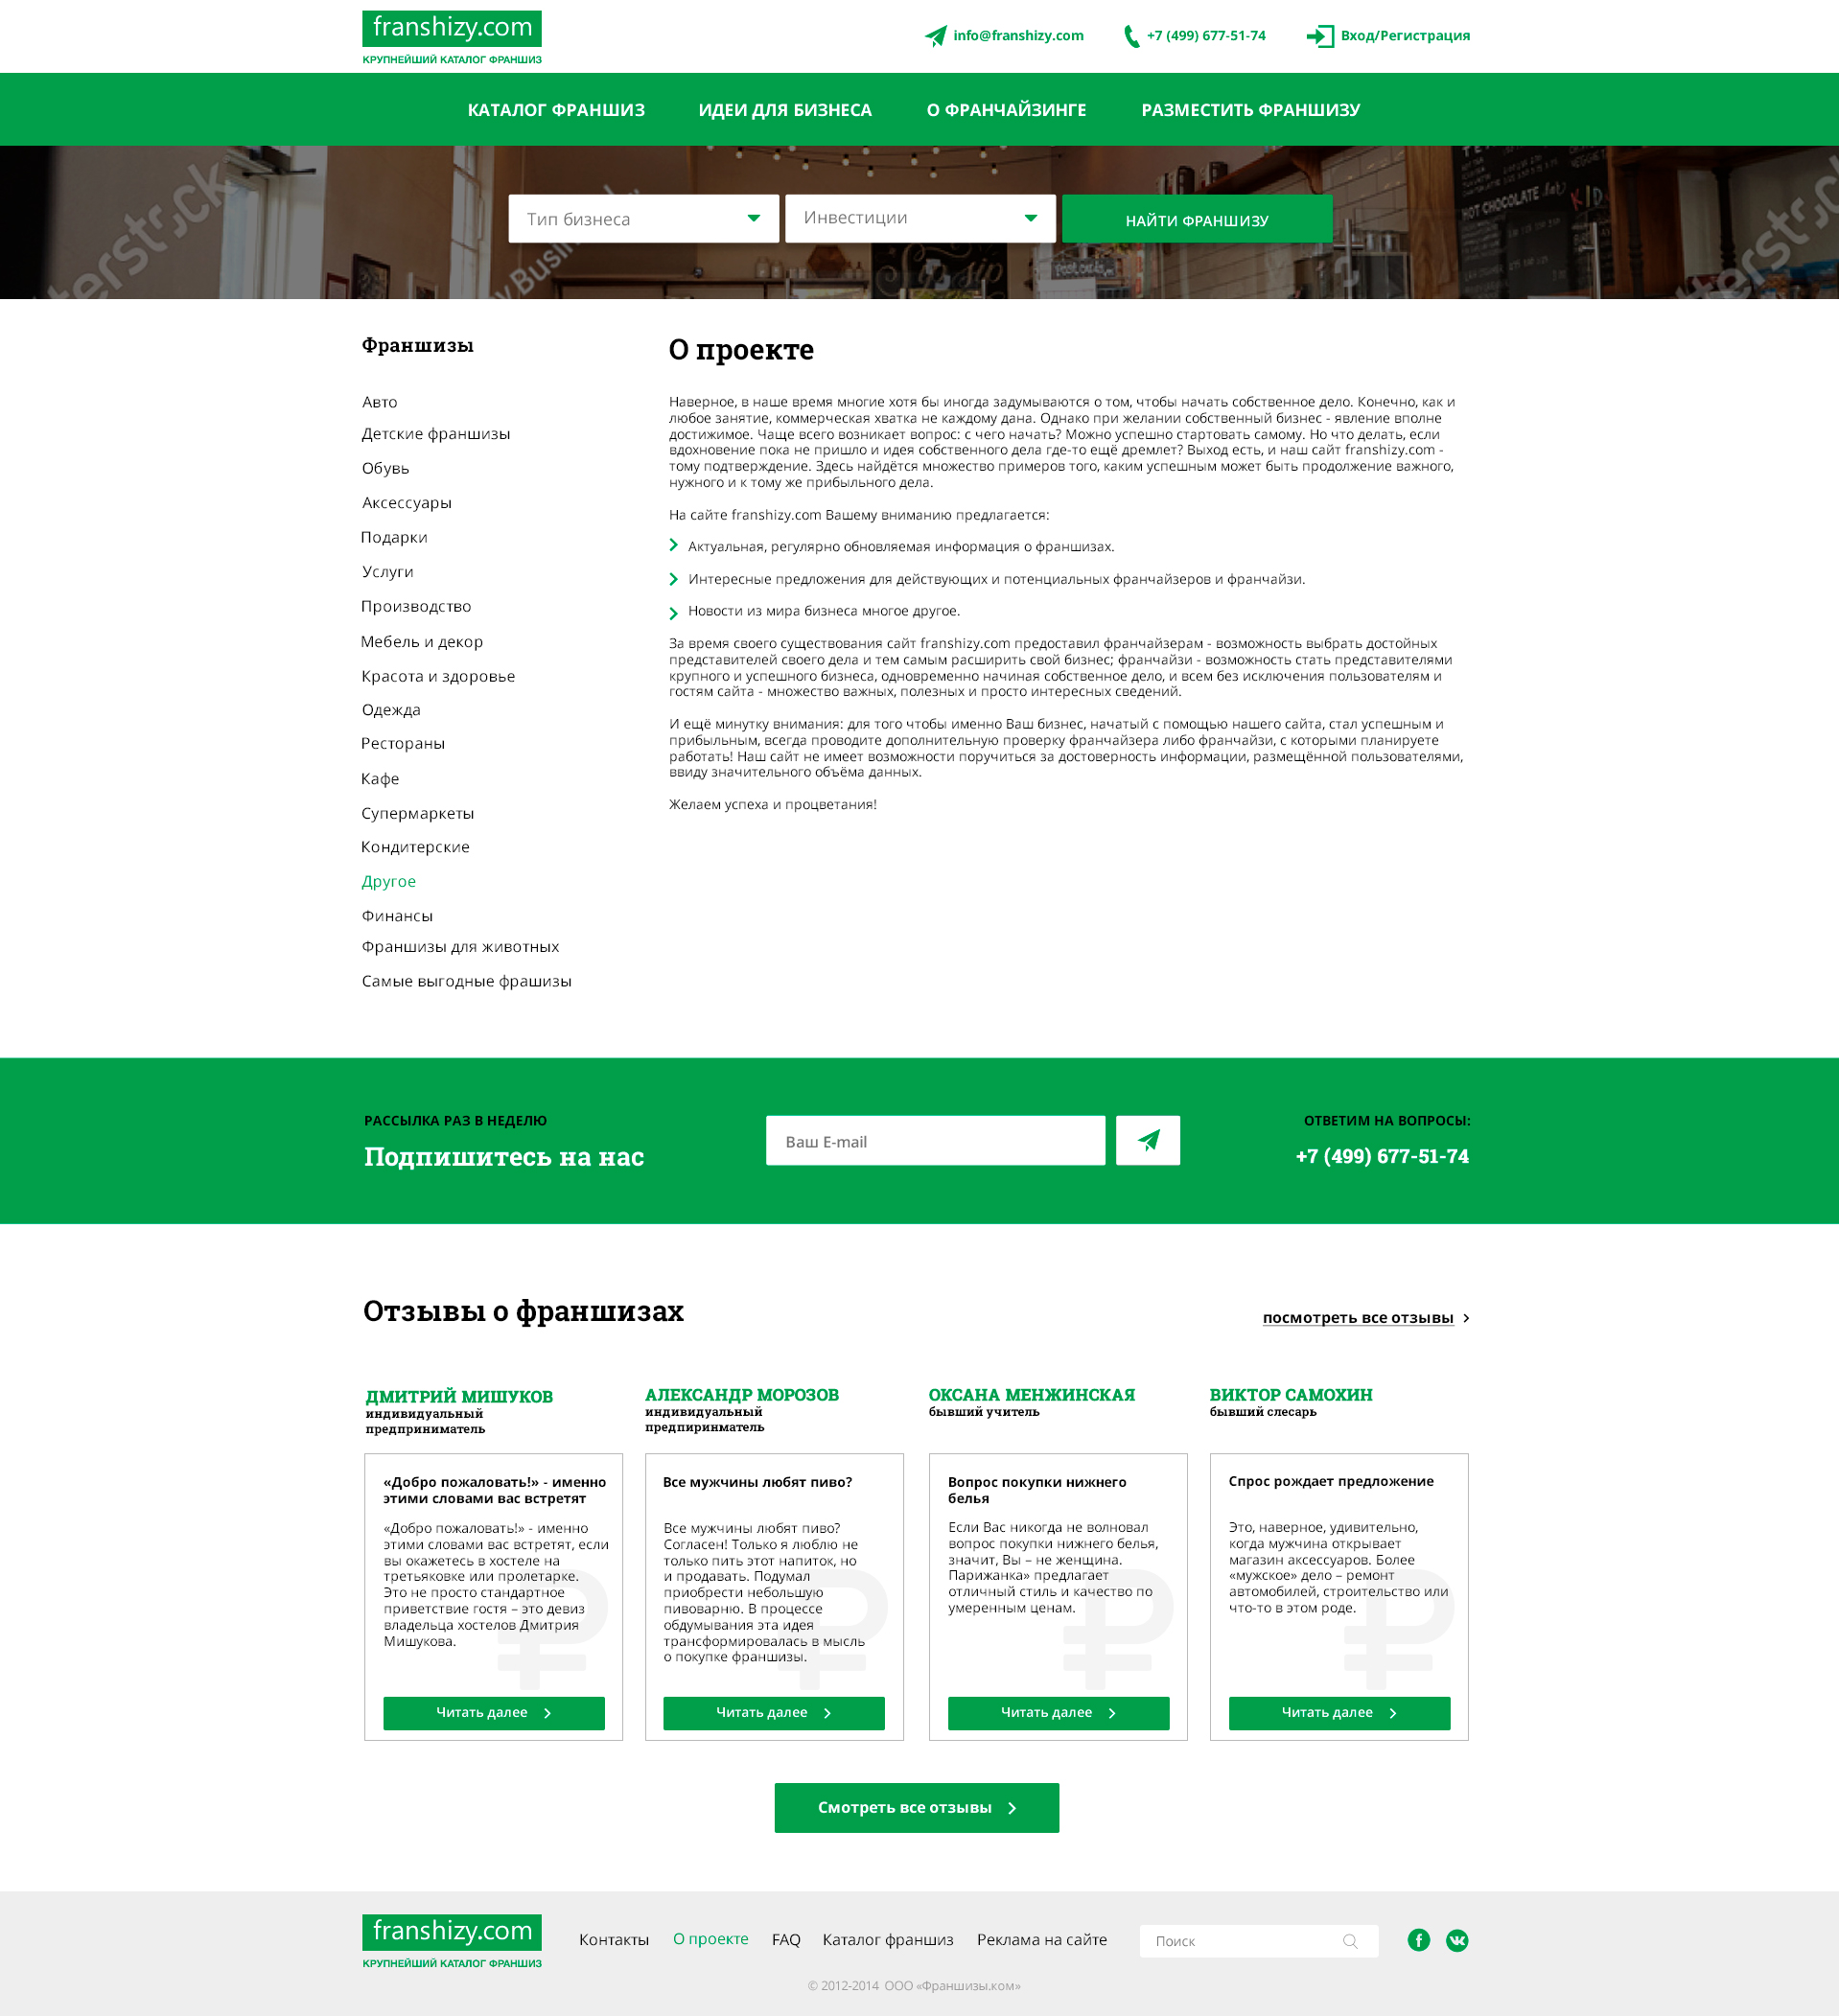 franshizy.com
КРУПНЕЙШИЙ КАТАЛОГ ФРАНШИЗ
info@franshizy.com
+7 (499) 677-51-74
Вход/Регистрация
КАТАЛОГ ФРАНШИЗ
ИДЕИ ДЛЯ БИЗНЕСА
О ФРАНЧАЙЗИНГЕ
РАЗМЕСТИТЬ ФРАНШИЗУ
Тип бизнеса
Инвестиции
НАЙТИ ФРАНШИЗУ
Франшизы
Авто
Детские франшизы
Обувь
Аксессуары
Подарки
Услуги
Производство
Мебель и декор
Красота и здоровье
Одежда
Рестораны
Кафе
Супермаркеты
Кондитерские
Другое
Финансы
Франшизы для животных
Самые выгодные фрашизы
О проекте
Наверное, в наше время многие хотя бы иногда задумываются о том, чтобы начать собственное дело. Конечно, как и
любое занятие, коммерческая хватка не каждому дана. Однако при желании собственный бизнес - явление вполне
достижимое. Чаще всего возникает вопрос: с чего начать? Можно успешно стартовать самому. Но что делать, если
вдохновение пока не пришло и идея собственного дела где-то ещё дремлет? Выход есть, и наш сайт franshizy.com -
тому подтверждение. Здесь найдётся множество примеров того, каким успешным может быть продолжение важного,
нужного и к тому же прибыльного дела.
На сайте franshizy.com Вашему вниманию предлагается:
Актуальная, регулярно обновляемая информация о франшизах.
Интересные предложения для действующих и потенциальных франчайзеров и франчайзи.
Новости из мира бизнеса многое другое.
За время своего существования сайт franshizy.com предоставил франчайзерам - возможность выбрать достойных
представителей своего дела и тем самым расширить свой бизнес; франчайзи - возможность стать представителями
крупного и успешного бизнеса, одновременно начиная собственное дело, и всем без исключения пользователям и
гостям сайта - множество важных, полезных и просто интересных сведений.
И ещё минутку внимания: для того чтобы именно Ваш бизнес, начатый с помощью нашего сайта, стал успешным и
прибыльным, всегда проводите дополнительную проверку франчайзера либо франчайзи, с которыми планируете
работать! Наш сайт не имеет возможности поручиться за достоверность информации, размещённой пользователями,
ввиду значительного объёма данных.
Желаем успеха и процветания!
РАССЫЛКА РАЗ В НЕДЕЛЮ
Подпишитесь на нас
Ваш E-mail
ОТВЕТИМ НА ВОПРОСЫ:
+7 (499) 677-51-74
Отзывы о франшизах
посмотреть все отзывы
ДМИТРИЙ МИШУКОВ
индивидуальный
предприниматель
«Добро пожаловать!» - именно
этими словами вас встретят
«Добро пожаловать!» - именно
этими словами вас встретят, если
вы окажетесь в хостеле на
третьяковке или пролетарке.
Это не просто стандартное
приветствие гостя – это девиз
владельца хостелов Дмитрия
Мишукова.
Читать далее
АЛЕКСАНДР МОРОЗОВ
индивидуальный
предпиринматель
Все мужчины любят пиво?
Все мужчины любят пиво?
Согласен! Только я люблю не
только пить этот напиток, но
и продавать. Подумал
приобрести небольшую
пивоварню. В процессе
обдумывания эта идея
трансформировалась в мысль
о покупке франшизы.
Читать далее
ОКСАНА МЕНЖИНСКАЯ
бывший учитель
Вопрос покупки нижнего
белья
Если Вас никогда не волновал
вопрос покупки нижнего белья,
значит, Вы – не женщина.
Парижанка» предлагает
отличный стиль и качество по
умеренным ценам.
Читать далее
ВИКТОР САМОХИН
бывший слесарь
Спрос рождает предложение
Это, наверное, удивительно,
когда мужчина открывает
магазин аксессуаров. Более
«мужское» дело – ремонт
автомобилей, строительство или
что-то в этом роде.
Читать далее
Смотреть все отзывы
franshizy.com
КРУПНЕЙШИЙ КАТАЛОГ ФРАНШИЗ
Контакты
О проекте
FAQ
Каталог франшиз
Реклама на сайте
Поиск
© 2012-2014 ООО «Франшизы.ком»